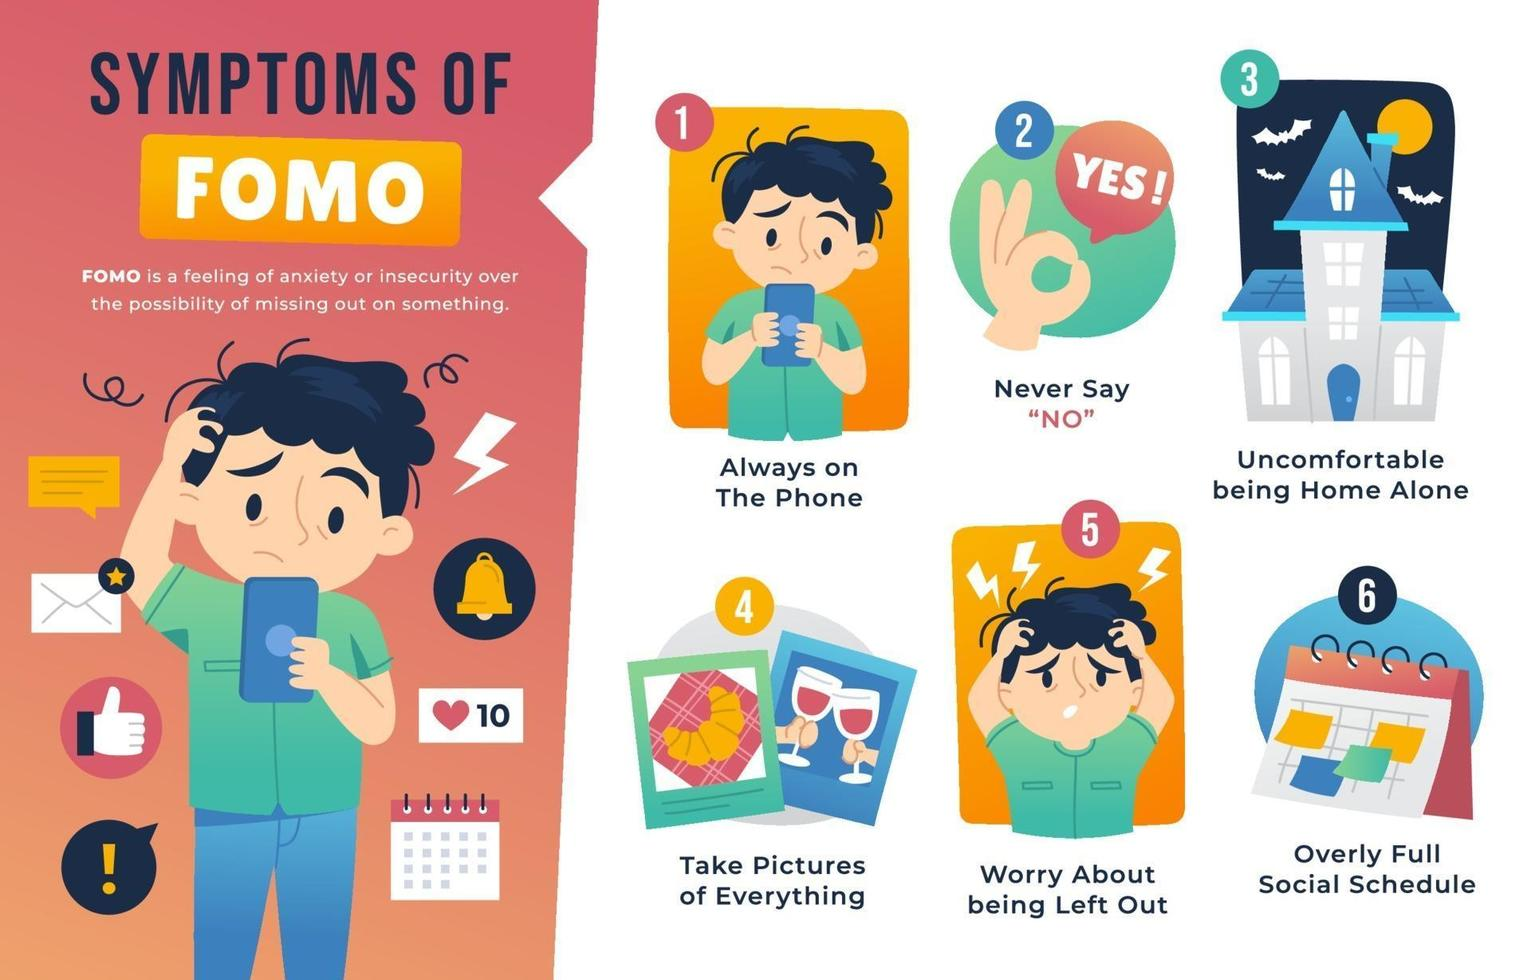 SYMPTOMS OF
FOMO
FOMO is a feeling of anxiety or insecurity over
the possibility of missing out on something.
10
!
1
Always on
The Phone
2
YES!
Never Say
“NO”
3
Uncomfortable
being Home Alone
4
Take Pictures
of Everything
5
Worry About
being Left Out
6
Overly Full
Social Schedule